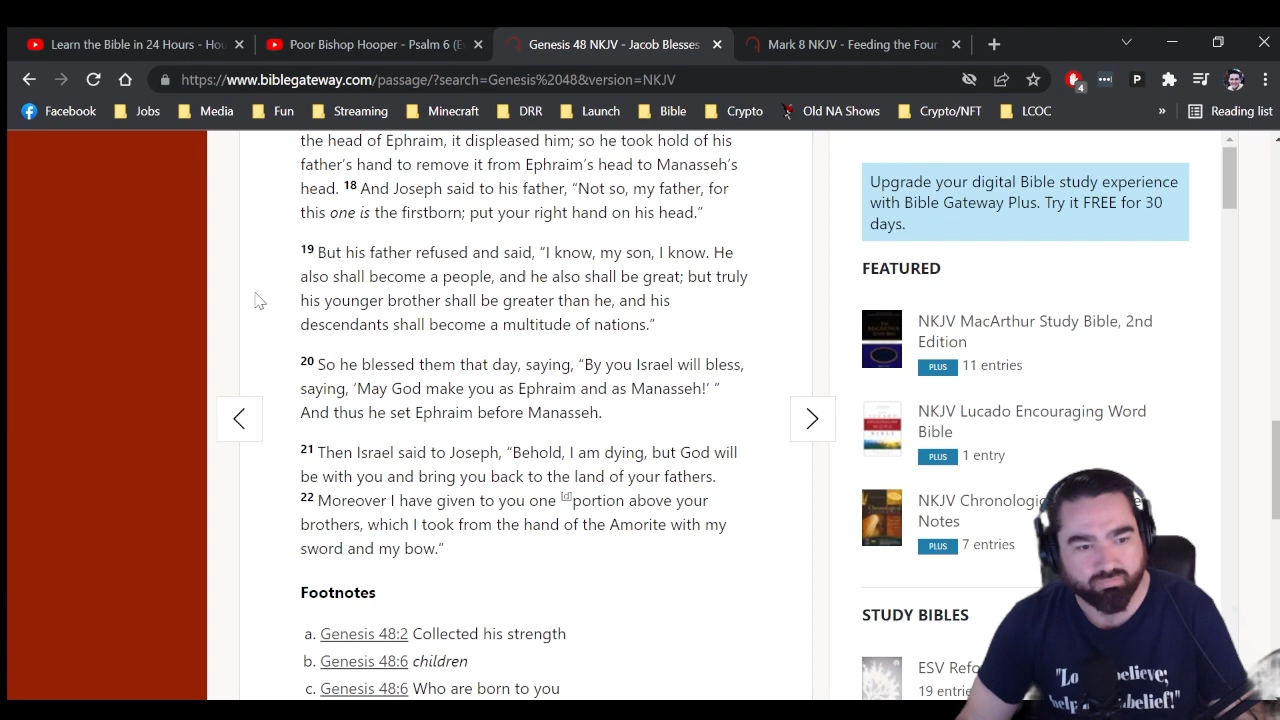 Learn the Bible in 24 Hours - Hou
Poor Bishop Hooper - Psalm 6 (E
Genesis 48 NKJV - Jacob Blesses
Mark 8 NKJV - Feeding the Four
https://www.biblegateway.com/passage/?search=Genesis%2048&version=NKJV
4
P
Facebook
Jobs
Media
Fun
Streaming
Minecraft
DRR
Launch
Bible
Crypto
Old NA Shows
Crypto/NFT
LCOC
»
Reading list
the head of Ephraim, it displeased him; so he took hold of his
father's hand to remove it from Ephraim's head to Manasseh's
head. 18 And Joseph said to his father, “Not so, my father, for
this one is the firstborn; put your right hand on his head.”
19 But his father refused and said, “I know, my son, I know. He
also shall become a people, and he also shall be great; but truly
his younger brother shall be greater than he, and his
descendants shall become a multitude of nations.”
20 So he blessed them that day, saying, “By you Israel will bless,
saying, ‘May God make you as Ephraim and as Manasseh!’ ”
And thus he set Ephraim before Manasseh.
21 Then Israel said to Joseph, “Behold, I am dying, but God will
be with you and bring you back to the land of your fathers.
22 Moreover I have given to you one [d]portion above your
brothers, which I took from the hand of the Amorite with my
sword and my bow.”
Footnotes
a. Genesis 48:2 Collected his strength
b. Genesis 48:6 children
c. Genesis 48:6 Who are born to you
Upgrade your digital Bible study experience
with Bible Gateway Plus. Try it FREE for 30
days.
FEATURED
NKJV MacArthur Study Bible, 2nd
Edition
PLUS 11 entries
NKJV Lucado Encouraging Word
Bible
PLUS 1 entry
NKJV Chronologic
Notes
PLUS 7 entries
STUDY BIBLES
ESV Refo
19 entrie
"Lo believe;
help belief!"